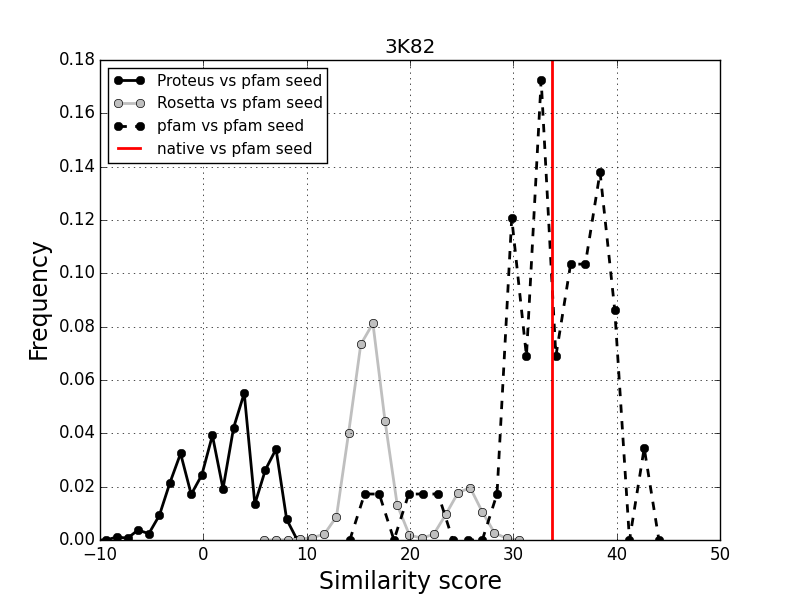 3K82
Proteus vs pfam seed
Rosetta vs pfam seed
pfam vs pfam seed
native vs pfam seed
Frequency
0.18
0.16
0.14
0.12
0.10
0.08
0.06
0.04
0.02
0.00
−10 0 10 20 30 40 50
Similarity score